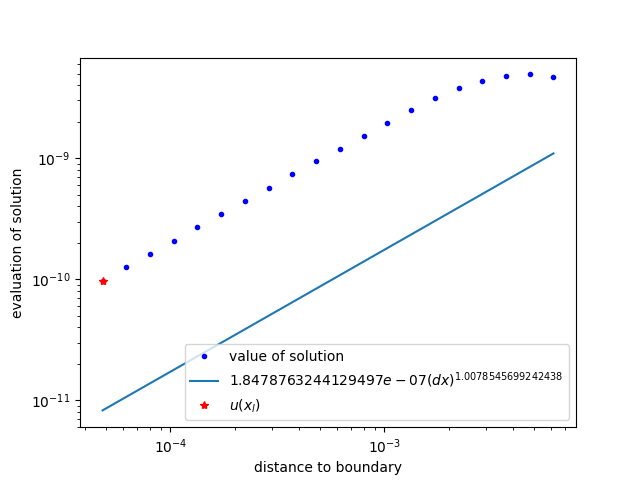 10⁻⁹
10⁻¹⁰
10⁻¹¹
evaluation of solution
value of solution
1.8478763244129497e − 07(dx)^1.0078545699242438
u(x_l)
10⁻⁴
10⁻³
distance to boundary